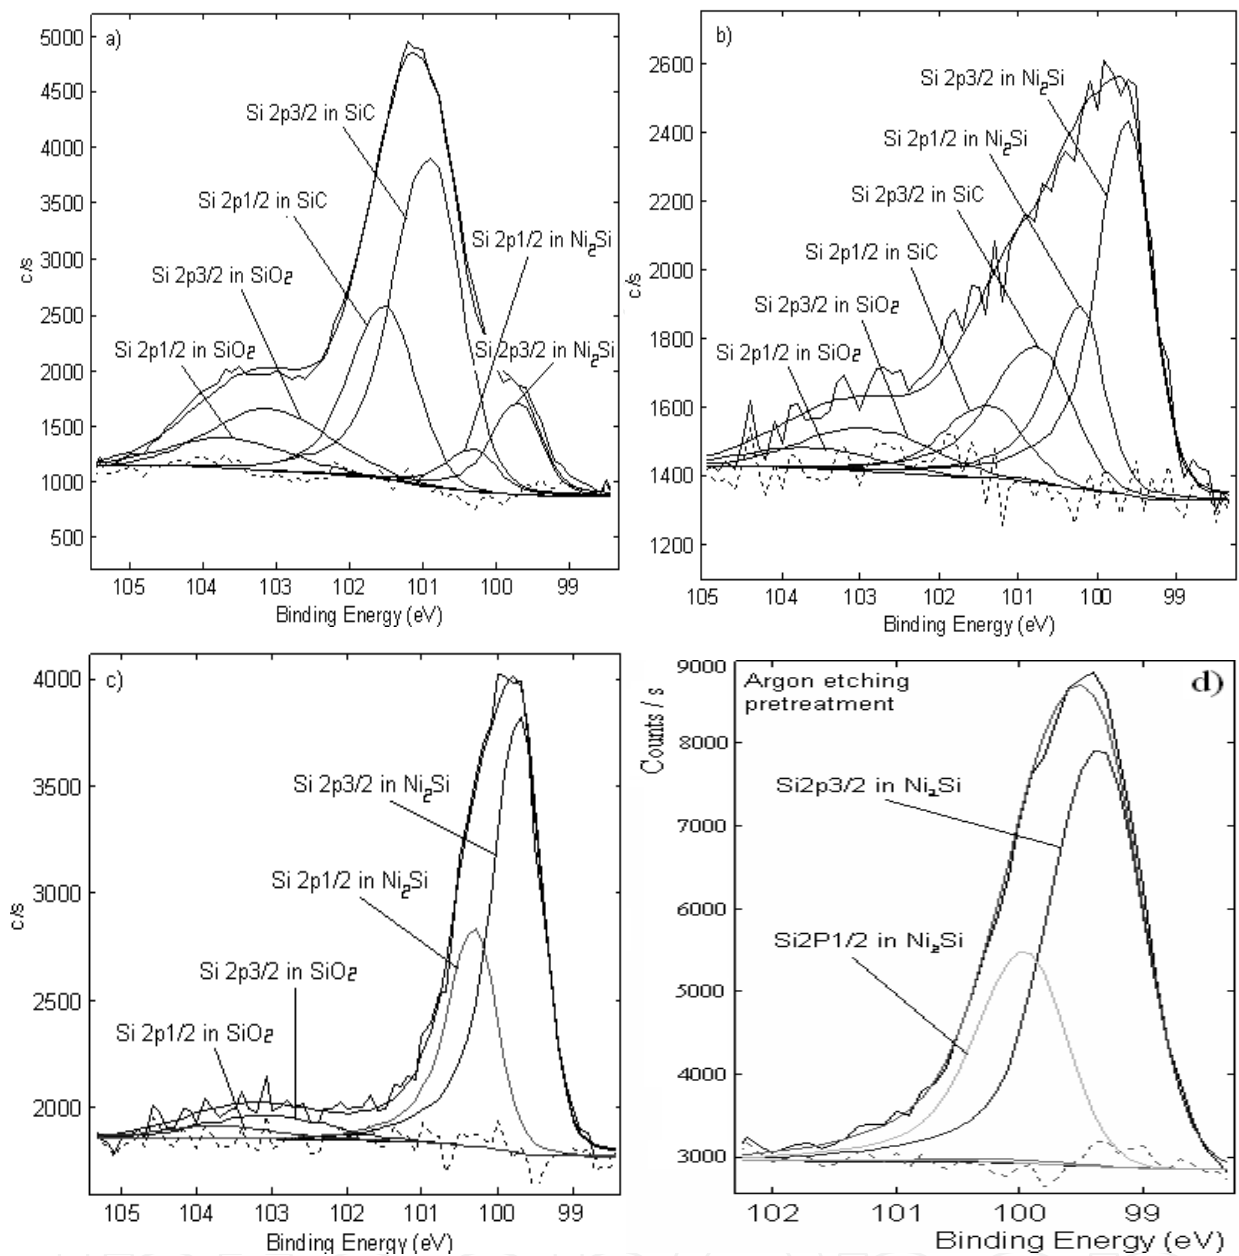 a)
5000
4500
4000
3500
3000
2500
2000
1500
1000
500
c/s
Si 2p3/2 in SiC
Si 2p1/2 in SiC
Si 2p1/2 in Ni2Si
Si 2p3/2 in SiO2
Si 2p1/2 in SiO2
Si 2p3/2 in Ni2Si
105 104 103 102 101 100 99
Binding Energy (eV)
b)
2600
2400
2200
2000
1800
1600
1400
1200
c/s
Si 2p3/2 in Ni2Si
Si 2p1/2 in Ni2Si
Si 2p3/2 in SiC
Si 2p1/2 in SiC
Si 2p3/2 in SiO2
Si 2p1/2 in SiO2
105 104 103 102 101 100 99
Binding Energy (eV)
c)
4000
3500
3000
2500
2000
c/s
Si 2p3/2 in Ni2Si
Si 2p1/2 in Ni2Si
Si 2p3/2 in SiO2
Si 2p1/2 in SiO2
105 104 103 102 101 100 99
Binding Energy (eV)
d)
Argon etching
pretreatment
9000
8000
7000
6000
5000
4000
3000
Counts / s
Si2p3/2 in Ni2Si
Si2P1/2 in Ni2Si
102 101 100 99
Binding Energy (eV)